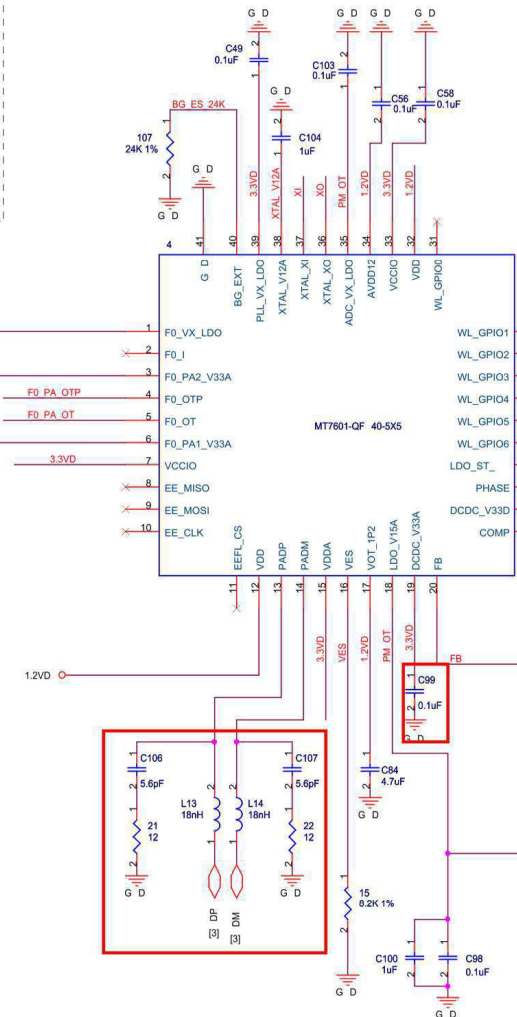 G D G D G D G D
C49
0.1uF
C103
0.1uF
C56
0.1uF
C58
0.1uF
G D
BG_ES_24K
107
24K 1%
C104
1uF
G D
G D
3.3VD
XTAL_V12A
XI
XO
PM_OT
1.2VD
3.3VD
1.2VD
4
41 40 39 38 37 36 35 34 33 32 31
G D
BG_EXT
PLL_VX_LDO
XTAL_V12A
XTAL_XI
XTAL_XO
ADC_VX_LDO
AVDD12
VCCIO
VDD
WL_GPIO0
1 F0_VX_LDO WL_GPIO1
2 F0_I WL_GPIO2
3 F0_PA2_V33A WL_GPIO3
F0_PA_OTP 4 F0_OTP WL_GPIO4
F0_PA_OT 5 F0_OT WL_GPIO5
MT7601-QF 40-5X5
6 F0_PA1_V33A WL_GPIO6
3.3VD 7 VCCIO LDO_ST_
8 EE_MISO PHASE
9 EE_MOSI DCDC_V33D
10 EE_CLK COMP
EEFL_CS
VDD
PADP
PADM
VDDA
VES
VOT_1P2
LDO_V15A
DCDC_V33A
FB
11 12 13 14 15 16 17 18 19 20
3.3VD
VES
1.2VD
PM_OT
3.3VD
FB
1.2VD
C99
0.1uF
G D
C106
5.6pF
C107
5.6pF
C84
4.7uF
G D
L13
18nH
L14
18nH
21
12
22
12
G D G D
DP
[3]
DM
[3]
15
8.2K 1%
G D
C100
1uF
C98
0.1uF
G D